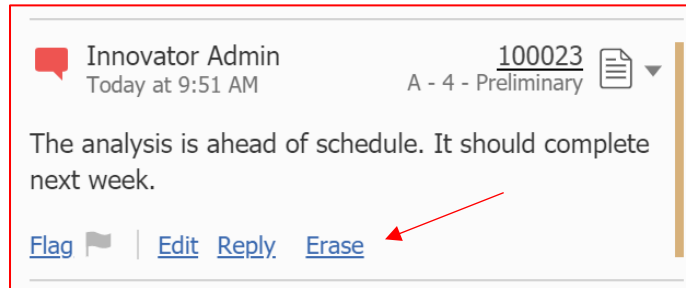 Innovator Admin 100023
Today at 9:51 AM A - 4 - Preliminary
The analysis is ahead of schedule. It should complete
next week.
Flag Edit Reply Erase